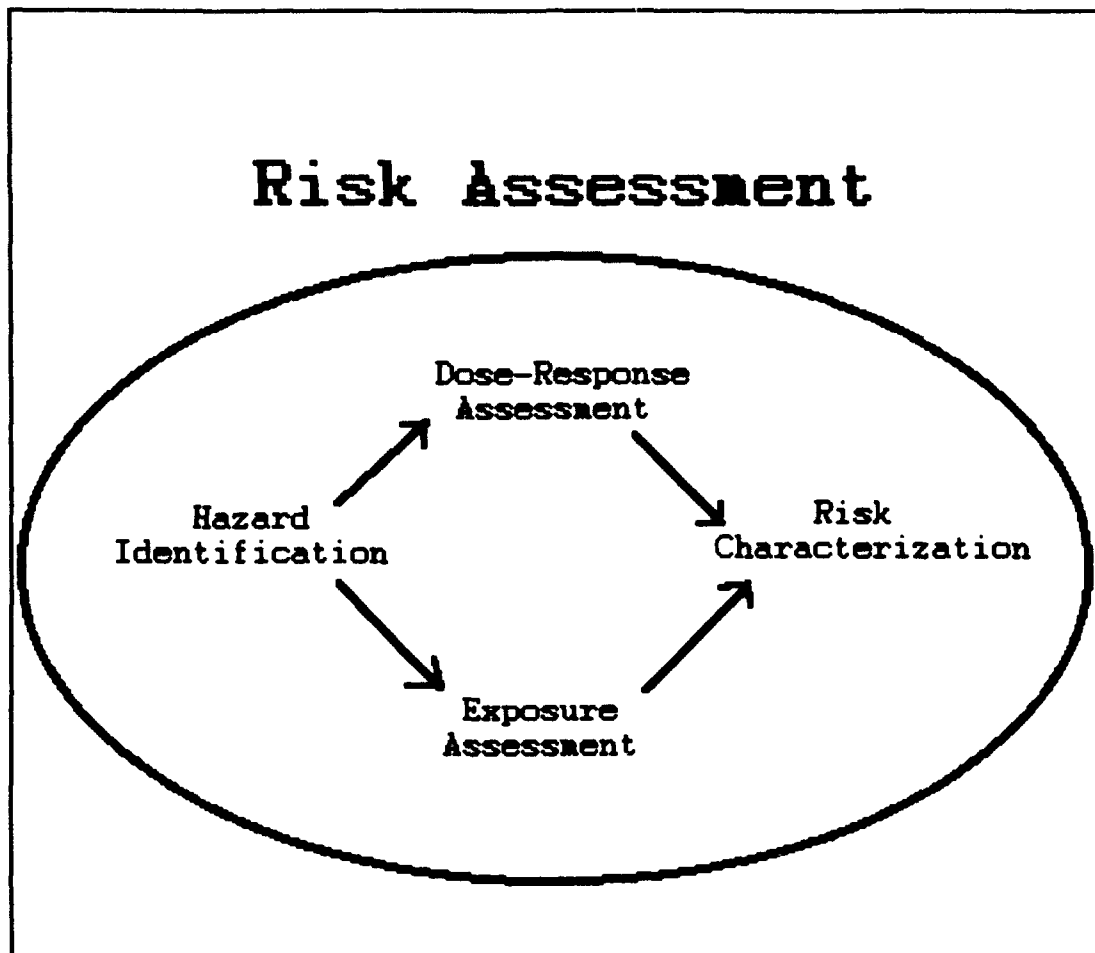 Risk Assessment
Dose-Response
Assessment
Hazard
Identification
Risk
Characterization
Exposure
Assessment